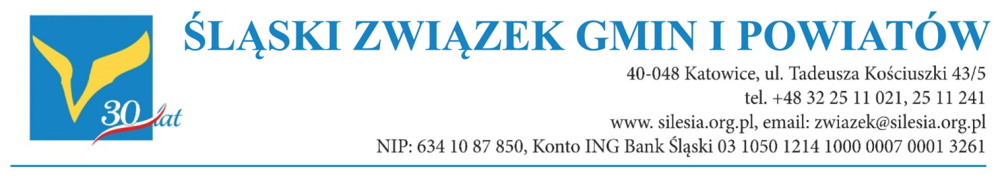 ŚLĄSKI ZWIĄZEK GMIN I POWIATÓW
40-048 Katowice, ul. Tadeusza Kościuszki 43/5
tel. +48 32 25 11 021, 25 11 241
www. silesia.org.pl, email: zwiazek@silesia.org.pl
NIP: 634 10 87 850, Konto ING Bank Śląski 03 1050 1214 1000 0007 0001 3261
30 lat